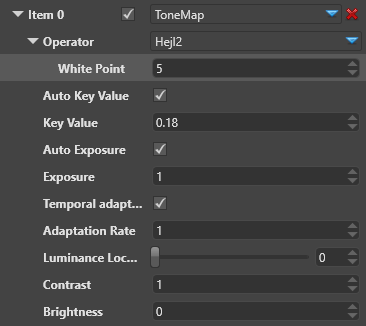 Item 0 ToneMap
Operator Hejl2
White Point 5
Auto Key Value
Key Value 0.18
Auto Exposure
Exposure 1
Temporal adapt...
Adaptation Rate 1
Luminance Loc... 0
Contrast 1
Brightness 0